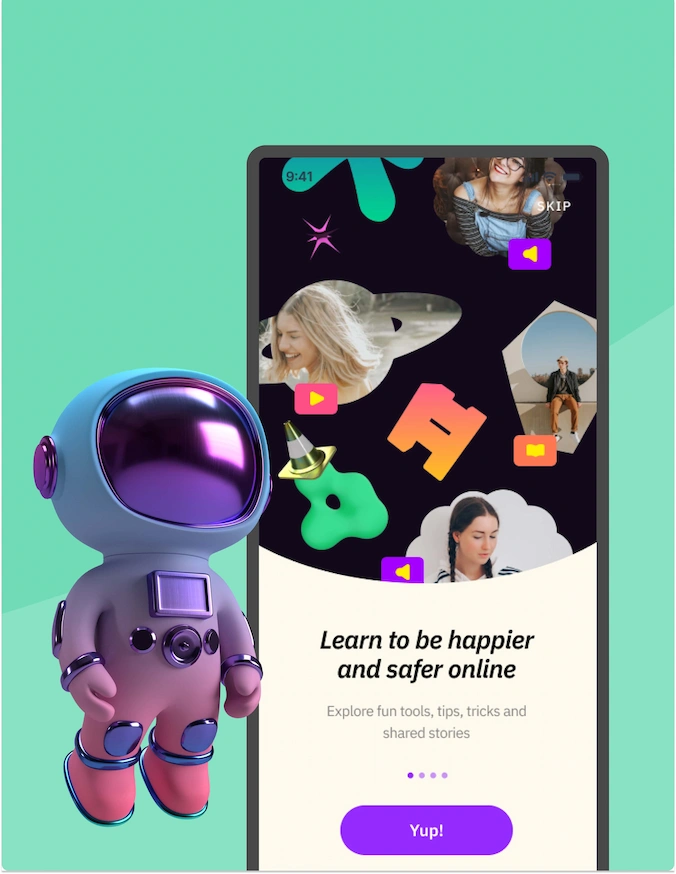 9:41
SKIP
Learn to be happier
and safer online
Explore fun tools, tips, tricks and
shared stories
Yup!